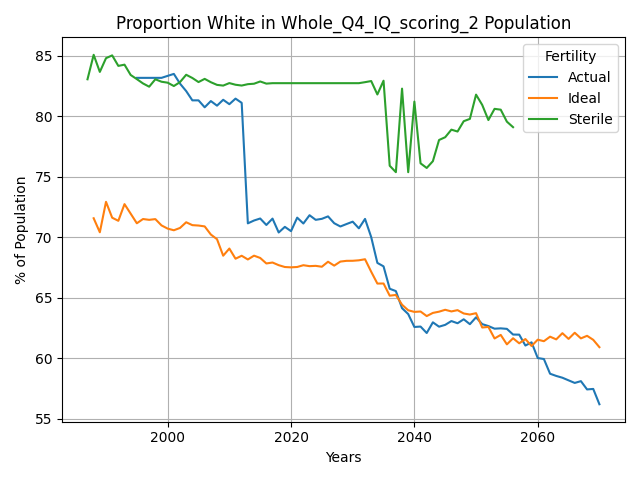 Proportion White in Whole_Q4_IQ_scoring_2 Population
Fertility
Actual
Ideal
Sterile
% of Population
85
80
75
70
65
60
55
2000
2020
2040
2060
Years